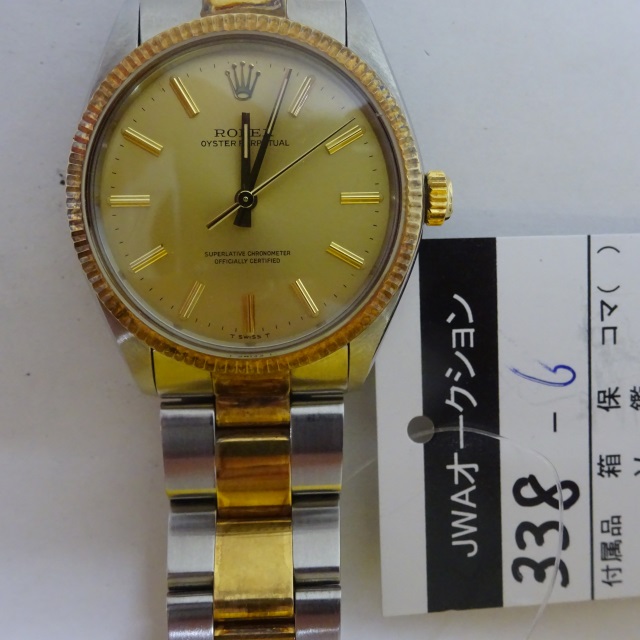 ROLEX
OYSTER PERPETUAL
SUPERLATIVE CHRONOMETER
OFFICIALLY CERTIFIED
T SWISS T
JWAオークション
338 - 6
付属品 箱 保 コマ( )